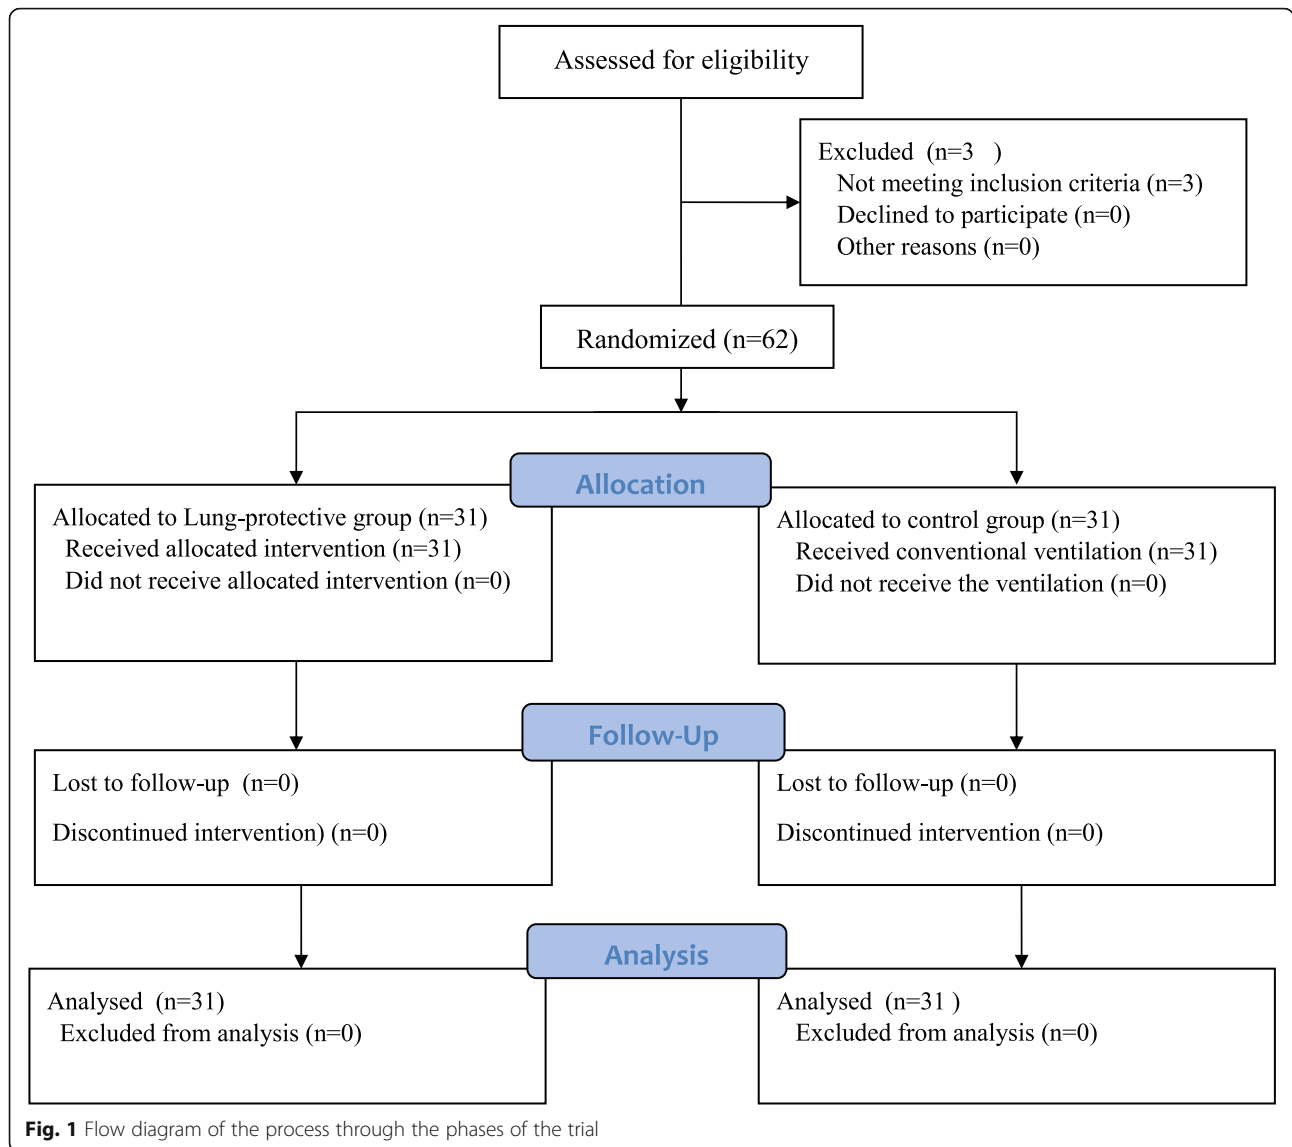 Assessed for eligibility
Excluded (n=3 )
Not meeting inclusion criteria (n=3)
Declined to participate (n=0)
Other reasons (n=0)
Randomized (n=62)
Allocation
Allocated to Lung-protective group (n=31)
Received allocated intervention (n=31)
Did not receive allocated intervention (n=0)
Allocated to control group (n=31)
Received conventional ventilation (n=31)
Did not receive the ventilation (n=0)
Follow-Up
Lost to follow-up (n=0)
Discontinued intervention) (n=0)
Lost to follow-up (n=0)
Discontinued intervention (n=0)
Analysis
Analysed (n=31)
Excluded from analysis (n=0)
Analysed (n=31 )
Excluded from analysis (n=0)
Fig. 1 Flow diagram of the process through the phases of the trial